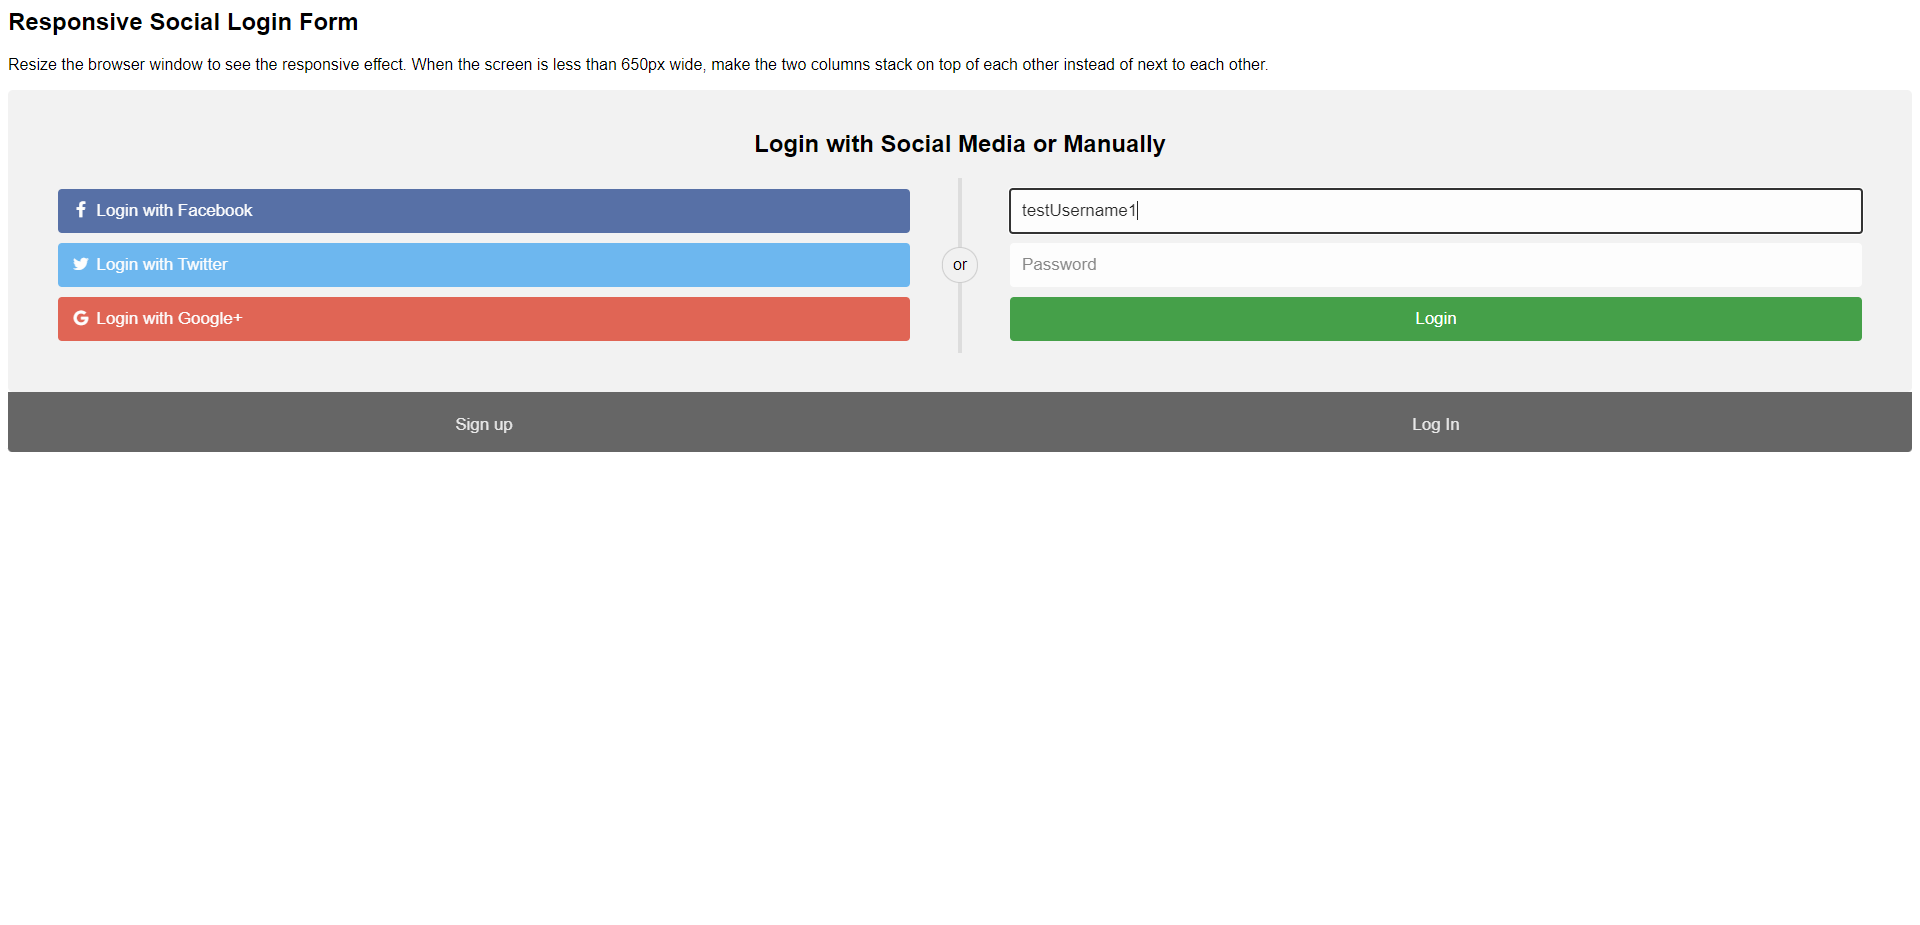 Responsive Social Login Form
Resize the browser window to see the responsive effect. When the screen is less than 650px wide, make the two columns stack on top of each other instead of next to each other.
Login with Social Media or Manually
Login with Facebook
Login with Twitter
Login with Google+
or
testUsername1
Password
Login
Sign up
Log In